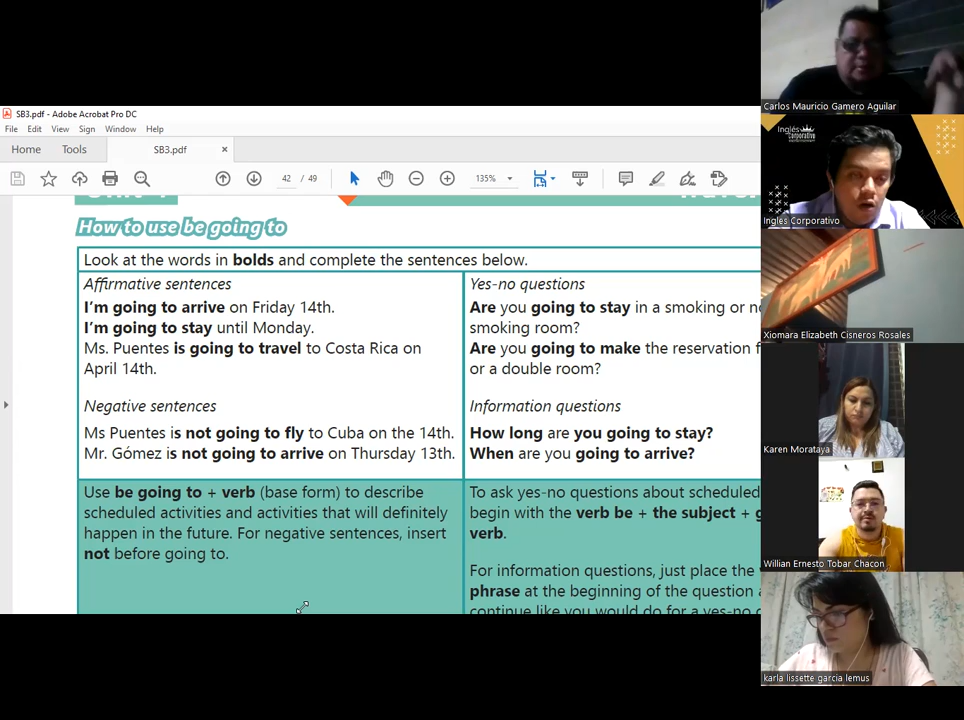 SB3.pdf - Adobe Acrobat Pro DC
File Edit View Sign Window Help
Home Tools SB3.pdf ×
42 / 49 135%
How to use be going to
Look at the words in bolds and complete the sentences below.
Affirmative sentences
I'm going to arrive on Friday 14th.
I'm going to stay until Monday.
Ms. Puentes is going to travel to Costa Rica on
April 14th.
Negative sentences
Ms Puentes is not going to fly to Cuba on the 14th.
Mr. Gómez is not going to arrive on Thursday 13th.
Use be going to + verb (base form) to describe
scheduled activities and activities that will definitely
happen in the future. For negative sentences, insert
not before going to.
Yes-no questions
Are you going to stay in a smoking or
smoking room?
Are you going to make the reservation
or a double room?
Information questions
How long are you going to stay?
When are you going to arrive?
To ask yes-no questions about scheduled
begin with the verb be + the subject +
verb.
For information questions, just place the
phrase at the beginning of the question
continue like you would do for a yes-no
Carlos Mauricio Gamero Aguilar
Inglés
Corporativo
Ingles Corporativo
Xiomara Elizabeth Cisneros Rosales
Karen Morataya
Willian Ernesto Tobar Chacon
karla lissette garcia lemus